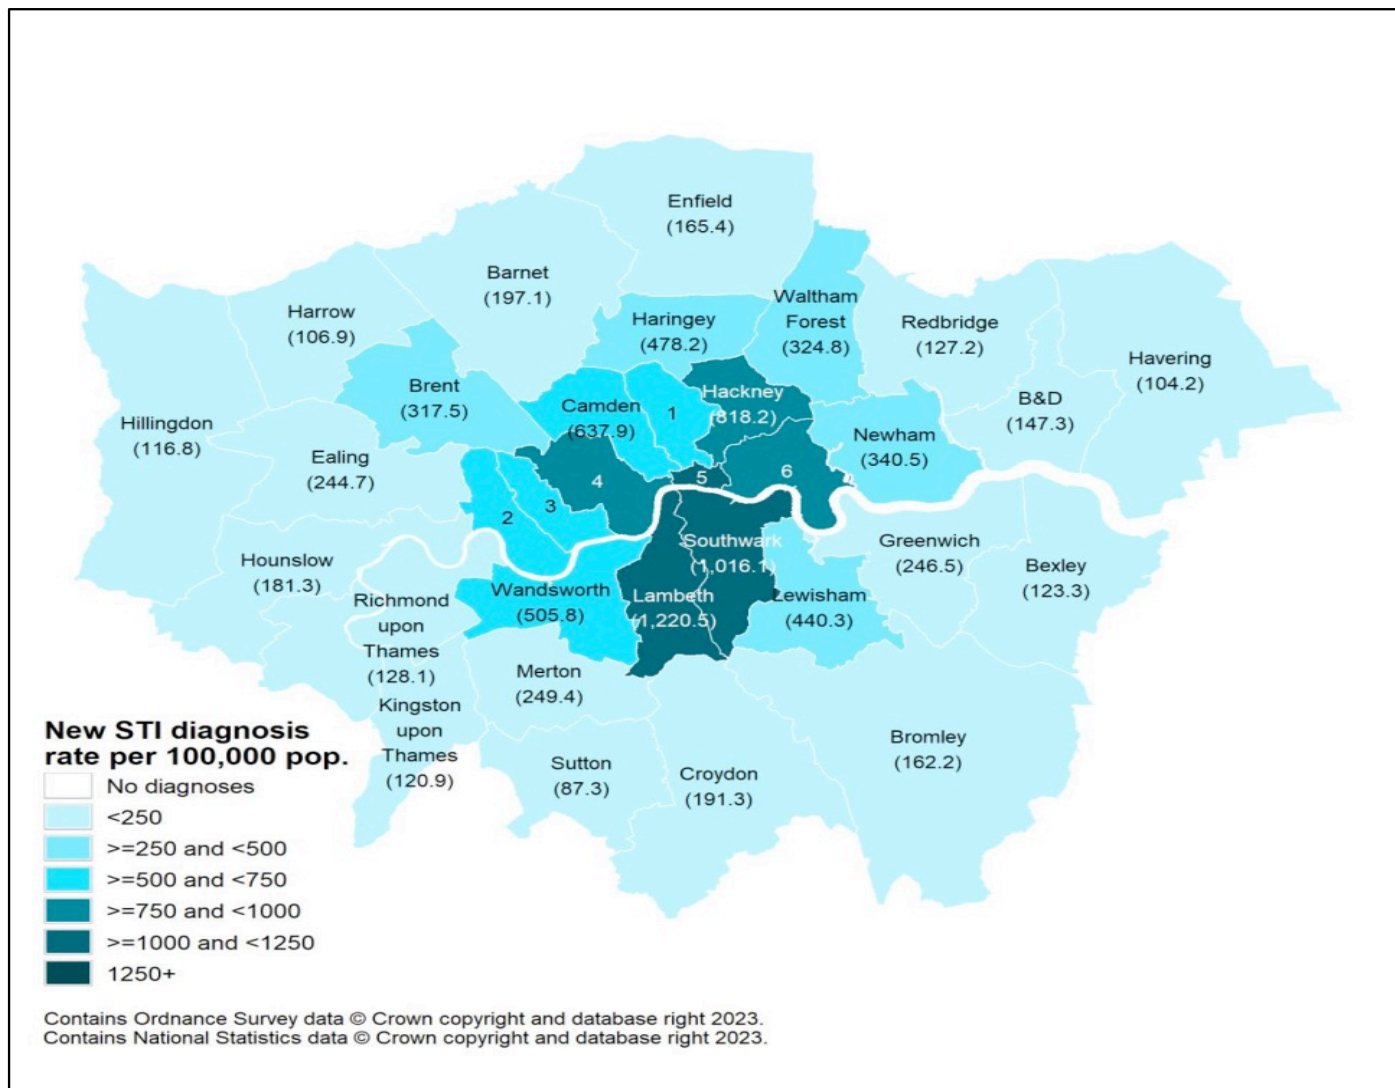 Enfield
(165.4)
Barnet
(197.1)
Harrow
(106.9)
Haringey
(478.2)
Waltham
Forest
(324.8)
Redbridge
(127.2)
Havering
(104.2)
Brent
(317.5)
Hackney
(818.2)
B&D
(147.3)
Camden
(637.9)
1
Hillingdon
(116.8)
Ealing
(244.7)
Newham
(340.5)
4
5
6
3
2
Hounslow
(181.3)
Southwark
(1,016.1)
Greenwich
(246.5)
Bexley
(123.3)
Richmond
upon
Thames
(128.1)
Wandsworth
(505.8)
Lambeth
(1,220.5)
Lewisham
(440.3)
Merton
(249.4)
Kingston
upon
Thames
(120.9)
Sutton
(87.3)
Croydon
(191.3)
Bromley
(162.2)
New STI diagnosis
rate per 100,000 pop.
No diagnoses
<250
>=250 and <500
>=500 and <750
>=750 and <1000
>=1000 and <1250
1250+
Contains Ordnance Survey data © Crown copyright and database right 2023.
Contains National Statistics data © Crown copyright and database right 2023.